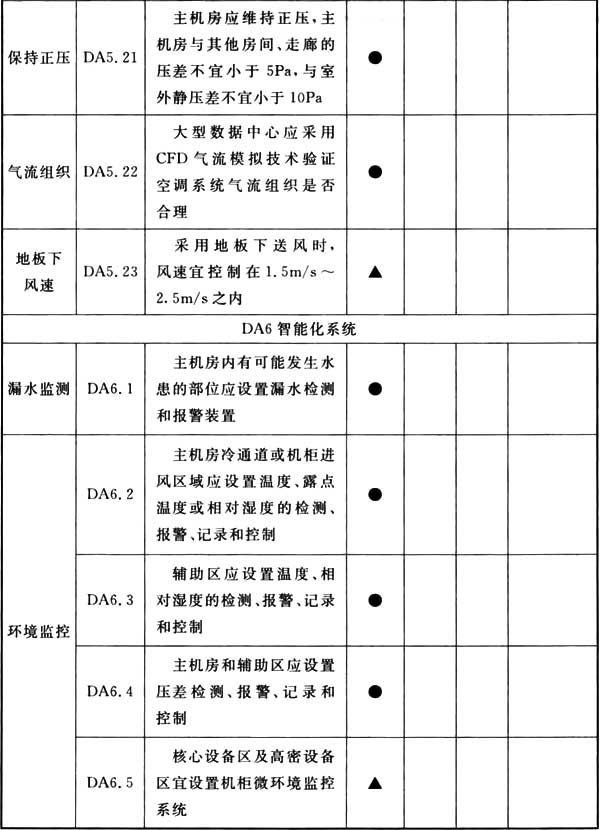 保持正压
DA5.21
主机房应维持正压,主
机房与其他房间、走廊的
压差不宜小于 5Pa,与室
外静压差不宜小于 10Pa
●
气流组织
DA5.22
大型数据中心应采用
CFD 气流模拟技术验证
空调系统气流组织是否
合理
●
地板下
风速
DA5.23
采用地板下送风时,
风速宜控制在 1.5m/s～
2.5m/s 之内
▲
DA6 智能化系统
漏水监测
DA6.1
主机房内有可能发生水
患的部位应设置漏水检测
和报警装置
●
环境监控
DA6.2
主机房冷通道或机柜进
风区域应设置温度、露点
温度或相对湿度的检测、
报警、记录和控制
●
DA6.3
辅助区应设置温度、相
对湿度的检测、报警、记录
和控制
●
DA6.4
主机房和辅助区应设置
压差检测、报警、记录和
控制
●
DA6.5
核心设备区及高密设备
区宜设置机柜微环境监控
系统
▲